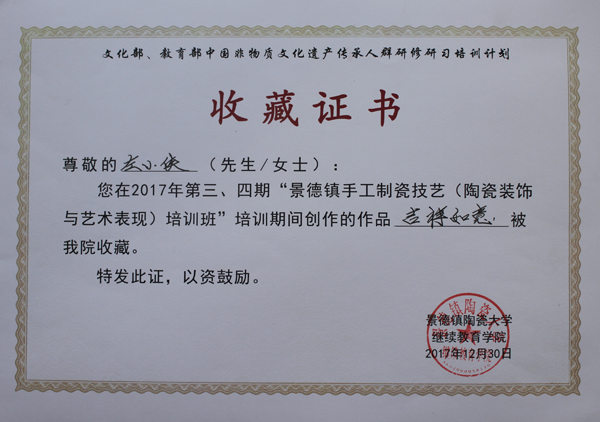 文化部、教育部中国非物质文化遗产传承人群研修研习培训计划
收藏证书
尊敬的 小侠 （先生/女士）：
您在2017年第三、四期“景德镇手工制瓷技艺（陶瓷装饰
与艺术表现）培训班”培训期间创作的作品 吉祥如意 被
我院收藏。
特发此证，以资鼓励。
景德镇陶瓷大学
继续教育学院
2017年12月30日